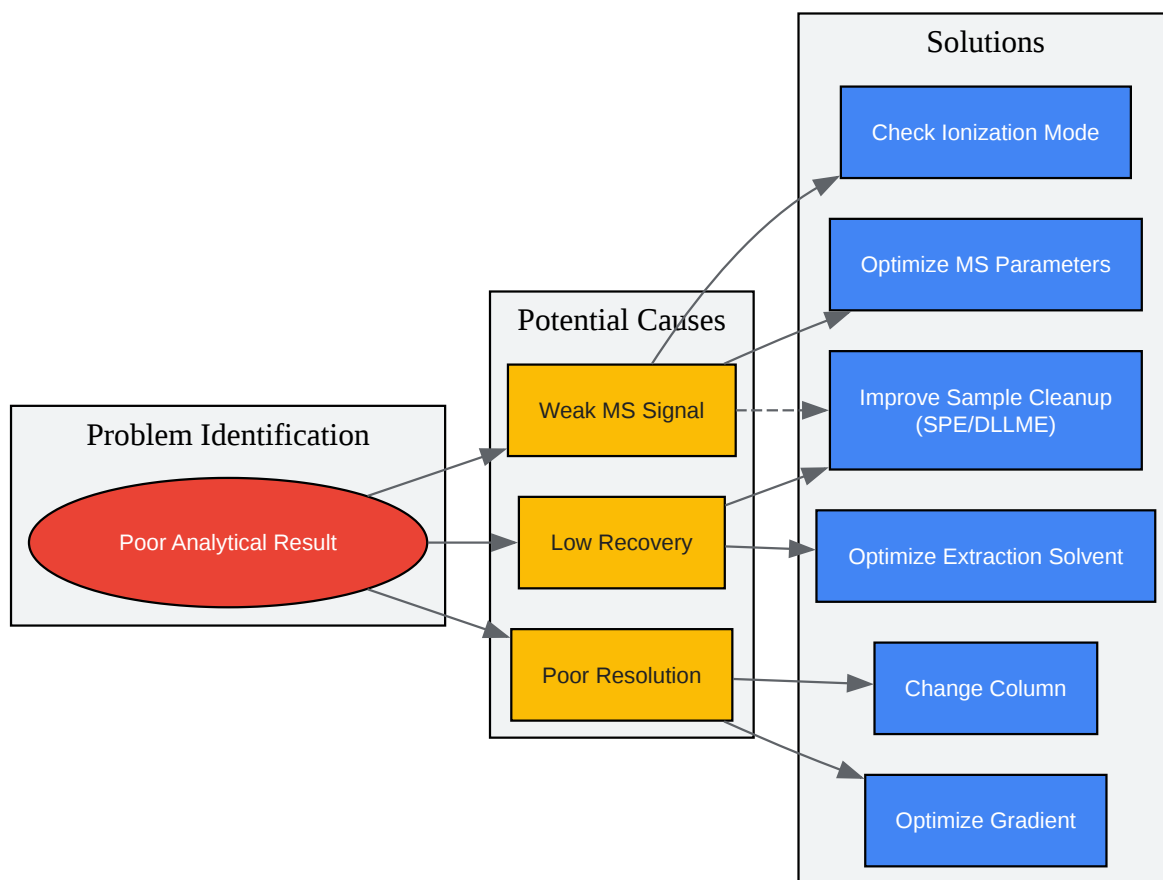 Problem Identification
Poor Analytical Result
Potential Causes
Weak MS Signal
Low Recovery
Poor Resolution
Solutions
Check Ionization Mode
Optimize MS Parameters
Improve Sample Cleanup
(SPE/DLLME)
Optimize Extraction Solvent
Change Column
Optimize Gradient